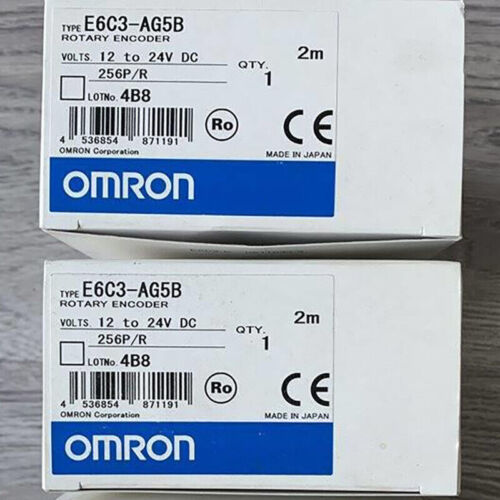 TYPE E6C3-AG5B
ROTARY ENCODER
VOLTS. 12 to 24V DC
2m
256P/R
QTY. 1
LOTNo. 4B8
4 536854 871191
Ro
CE
OMRON Corporation
MADE IN JAPAN
OMRON
TYPE E6C3-AG5B
ROTARY ENCODER
VOLTS. 12 to 24V DC
2m
256P/R
QTY. 1
LOTNo. 4B8
4 536854 871191
Ro
CE
OMRON Corporation
MADE IN JAPAN
OMRON